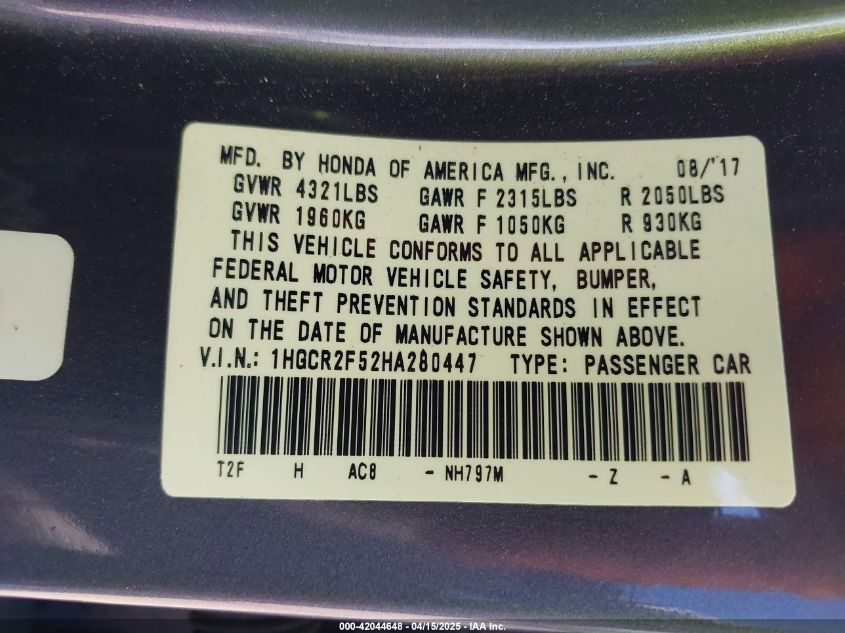 MFD. BY HONDA OF AMERICA MFG., INC. 08/'17
GVWR 4321LBS GAWR F 2315LBS R 2050LBS
GVWR 1960KG GAWR F 1050KG R 930KG
THIS VEHICLE CONFORMS TO ALL APPLICABLE
FEDERAL MOTOR VEHICLE SAFETY, BUMPER,
AND THEFT PREVENTION STANDARDS IN EFFECT
ON THE DATE OF MANUFACTURE SHOWN ABOVE.
V.I.N.: 1HGCR2F52HA280447 TYPE: PASSENGER CAR
T2F H AC8 - NH797M - Z - A
000-42044648 - 04/15/2025 - IAA Inc.